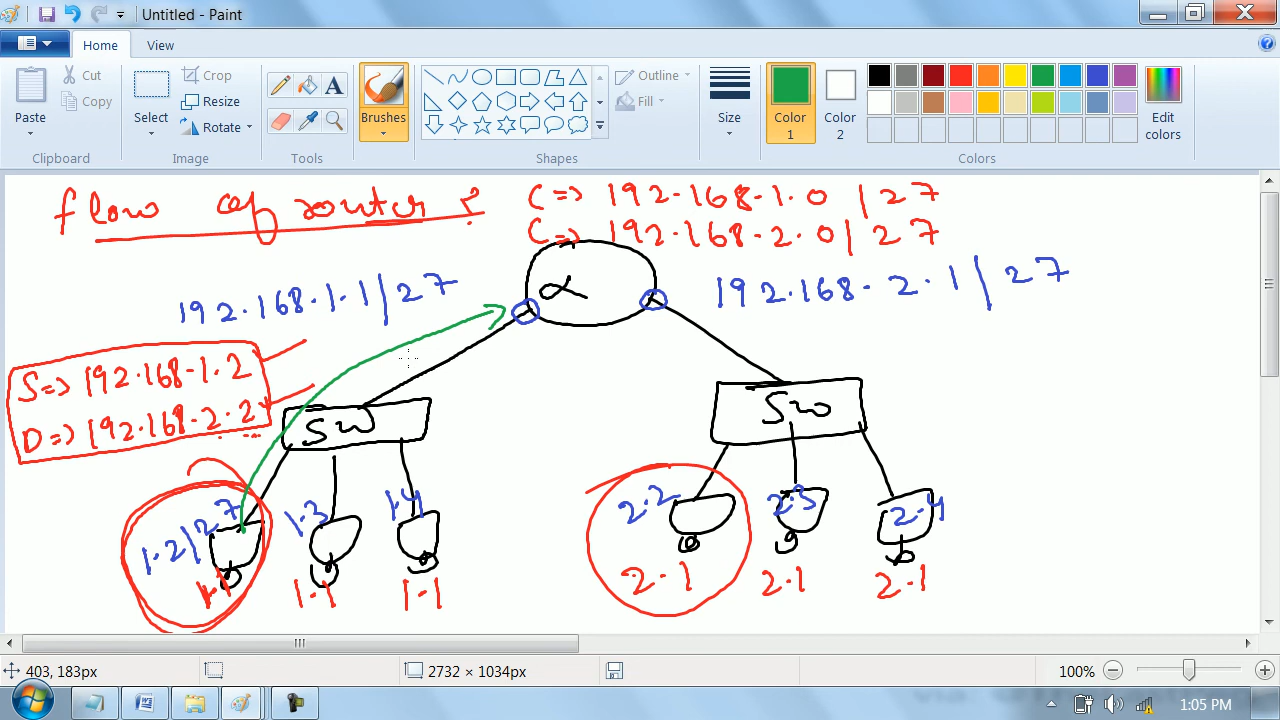 Untitled - Paint
Home
View
Paste
Cut
Copy
Clipboard
Select
Crop
Resize
Rotate
Image
A
Tools
Brushes
Outline
Fill
Shapes
Size
Color 1
Color 2
Edit colors
Colors
flow of router :
C=> 192.168.1.0 /27
C=> 192.168.2.0/27
192.168.1.1/27
192.168.2.1/27
S=> 192.168.1.2
D=> 192.168.2.2
SW
SW
1.2/27
1.3
1.4
2.2
2.3
2.4
1.1
1.1
1.1
2.1
2.1
2.1
403, 183px
2732 × 1034px
100%
1:05 PM